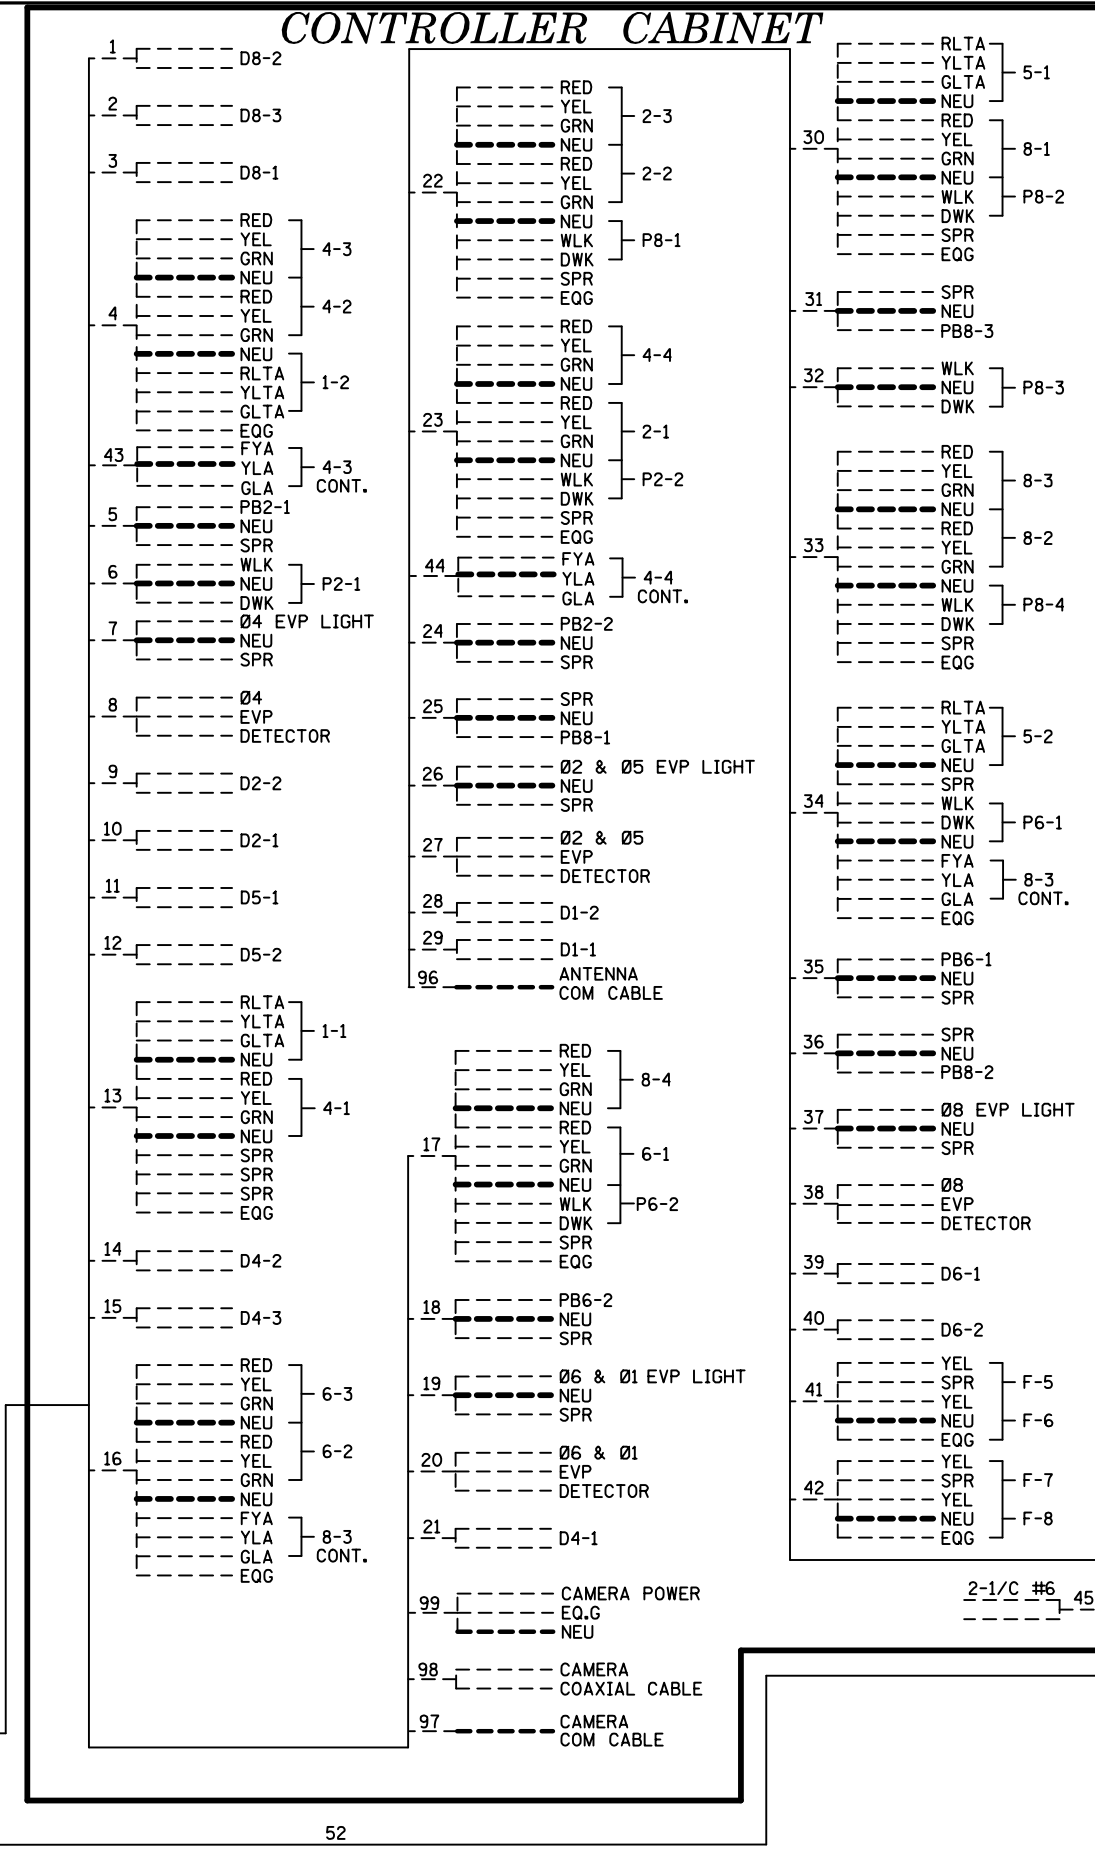 CONTROLLER CABINET
1
D8-2
2
D8-3
3
D8-1
4
RED
YEL
GRN
NEU
4-3
RED
YEL
GRN
4-2
NEU
RLTA
YLTA
GLTA
1-2
EQG
43
FYA
YLA
GLA
4-3
CONT.
5
PB2-1
NEU
SPR
6
WLK
NEU
DWK
P2-1
7
Ø4 EVP LIGHT
NEU
SPR
8
Ø4
EVP
DETECTOR
9
D2-2
10
D2-1
11
D5-1
12
D5-2
13
RLTA
YLTA
GLTA
NEU
1-1
RED
YEL
GRN
NEU
4-1
SPR
SPR
SPR
EQG
14
D4-2
15
D4-3
16
RED
YEL
GRN
NEU
6-3
RED
YEL
GRN
6-2
NEU
FYA
YLA
GLA
8-3
CONT.
EQG
22
RED
YEL
GRN
NEU
2-3
RED
YEL
GRN
2-2
NEU
WLK
DWK
P8-1
SPR
EQG
23
RED
YEL
GRN
NEU
4-4
RED
YEL
GRN
NEU
2-1
WLK
DWK
P2-2
SPR
EQG
44
FYA
YLA
GLA
4-4
CONT.
24
PB2-2
NEU
SPR
25
SPR
NEU
PB8-1
26
Ø2 & Ø5 EVP LIGHT
NEU
SPR
27
Ø2 & Ø5
EVP
DETECTOR
28
D1-2
29
D1-1
96
ANTENNA
COM CABLE
17
RED
YEL
GRN
NEU
8-4
RED
YEL
GRN
NEU
6-1
WLK
DWK
P6-2
SPR
EQG
18
PB6-2
NEU
SPR
19
Ø6 & Ø1 EVP LIGHT
NEU
SPR
20
Ø6 & Ø1
EVP
DETECTOR
21
D4-1
99
CAMERA POWER
EQ.G
NEU
98
CAMERA
COAXIAL CABLE
97
CAMERA
COM CABLE
30
RLTA
YLTA
GLTA
NEU
5-1
RED
YEL
GRN
NEU
8-1
WLK
DWK
P8-2
SPR
EQG
31
SPR
NEU
PB8-3
32
WLK
NEU
DWK
P8-3
33
RED
YEL
GRN
NEU
8-3
RED
YEL
GRN
8-2
NEU
WLK
DWK
P8-4
SPR
EQG
34
RLTA
YLTA
GLTA
NEU
5-2
SPR
WLK
DWK
NEU
P6-1
FYA
YLA
GLA
8-3
CONT.
EQG
35
PB6-1
NEU
SPR
36
SPR
NEU
PB8-2
37
Ø8 EVP LIGHT
NEU
SPR
38
Ø8
EVP
DETECTOR
39
D6-1
40
D6-2
41
YEL
SPR
YEL
NEU
EQG
F-5
F-6
42
YEL
SPR
YEL
NEU
EQG
F-7
F-8
2-1/C #6
45
52